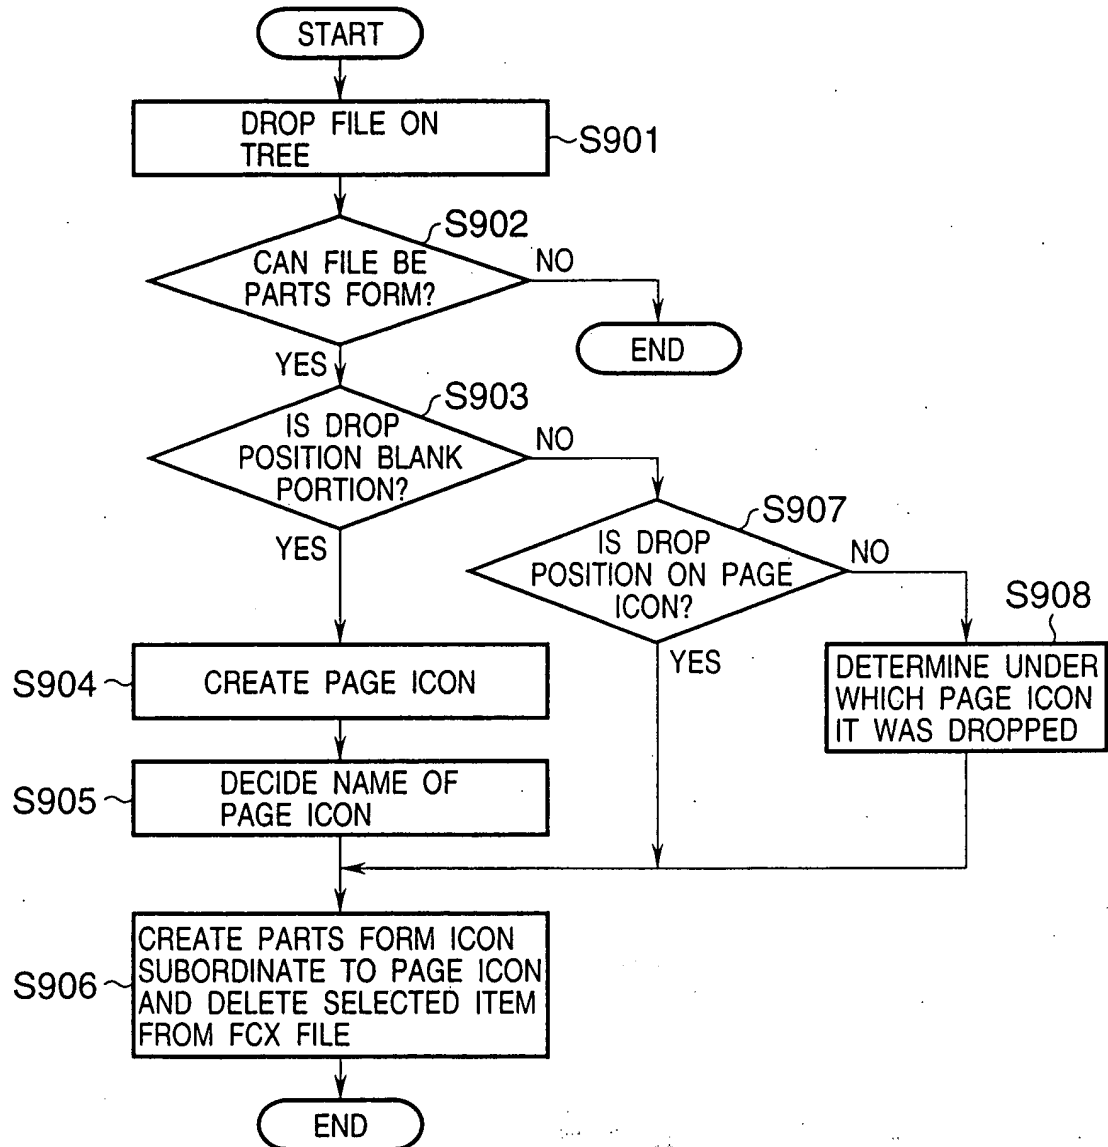 START
DROP FILE ON
TREE
S901
S902
CAN FILE BE
PARTS FORM?
NO
END
YES
S903
IS DROP
POSITION BLANK
PORTION?
NO
YES
S907
IS DROP
POSITION ON PAGE
ICON?
NO
YES
S908
DETERMINE UNDER
WHICH PAGE ICON
IT WAS DROPPED
S904
CREATE PAGE ICON
S905
DECIDE NAME OF
PAGE ICON
S906
CREATE PARTS FORM ICON
SUBORDINATE TO PAGE ICON
AND DELETE SELECTED ITEM
FROM FCX FILE
END